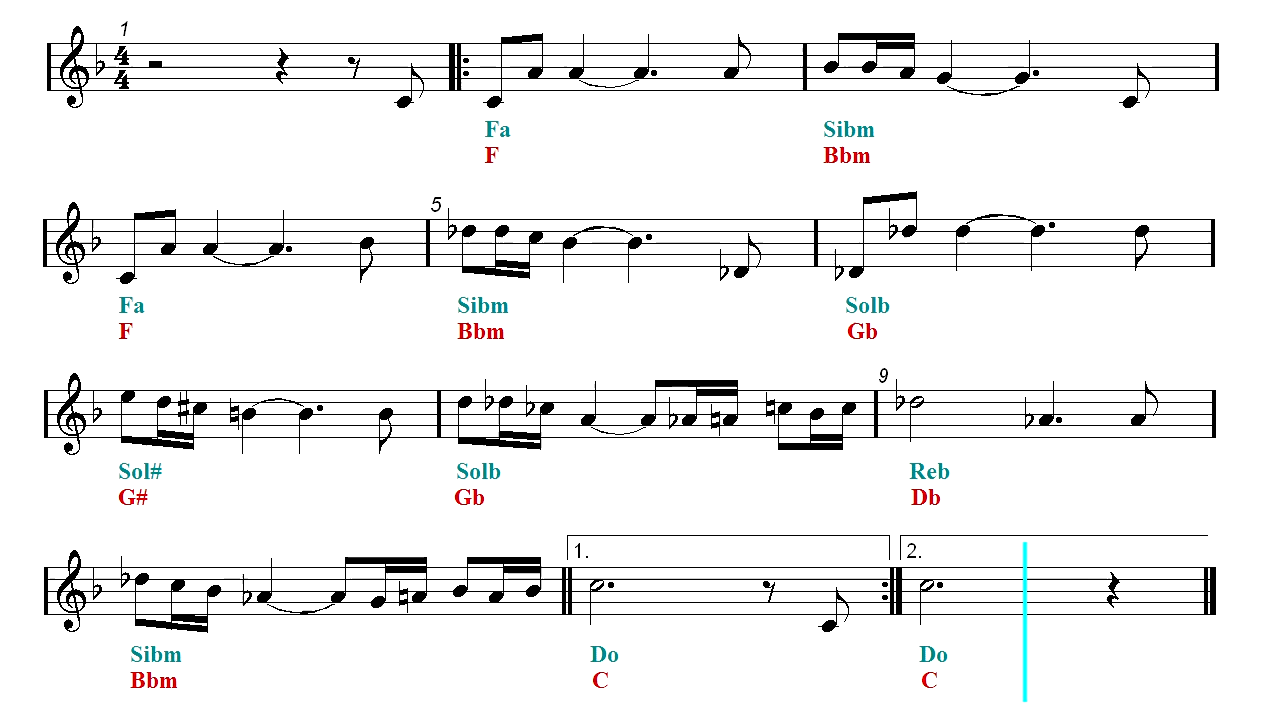 1
4
4
Fa Sibm
F Bbm
5
Fa Sibm Solb
F Bbm Gb
9
Sol# Solb Reb
G# Gb Db
1. 2.
Sibm Do Do
Bbm C C